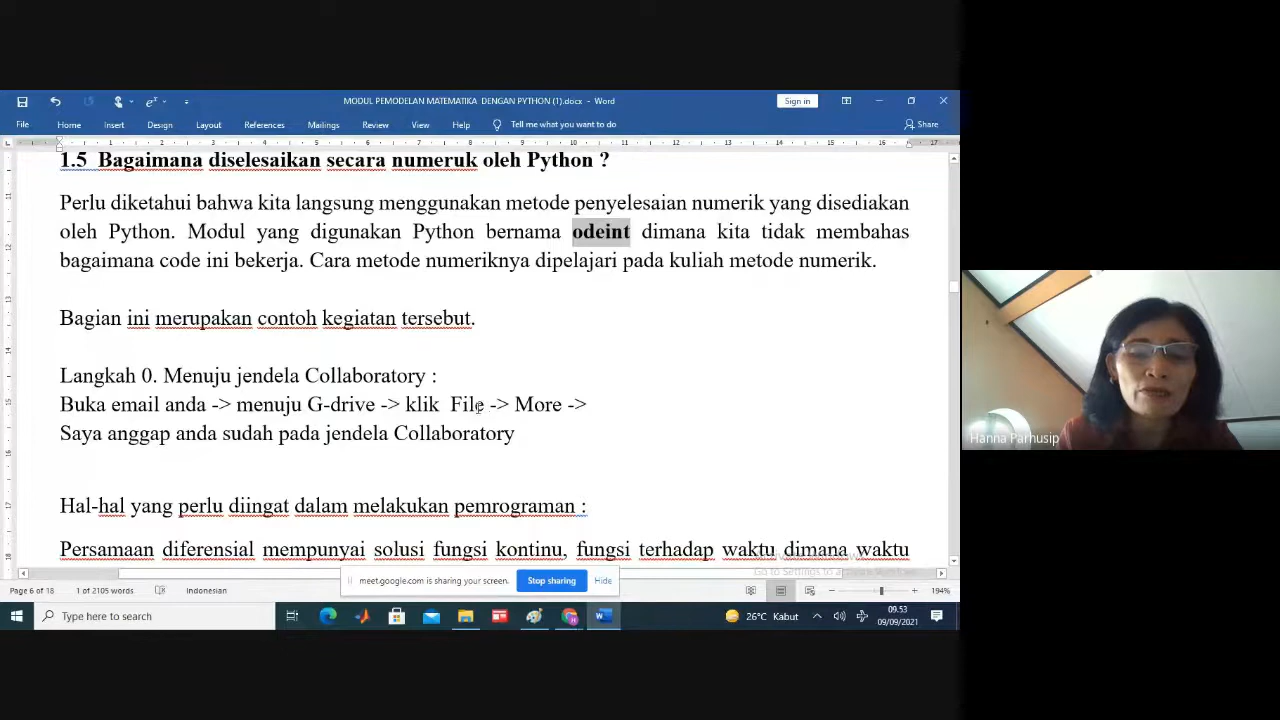 MODUL PEMODELAN MATEMATIKA DENGAN PYTHON (1).docx - Word
Sign in
File Home Insert Design Layout References Mailings Review View Help Tell me what you want to do Share
1.5 Bagaimana diselesaikan secara numeruk oleh Python ?
Perlu diketahui bahwa kita langsung menggunakan metode penyelesaian numerik yang disediakan
oleh Python. Modul yang digunakan Python bernama odeint dimana kita tidak membahas
bagaimana code ini bekerja. Cara metode numeriknya dipelajari pada kuliah metode numerik.
Bagian ini merupakan contoh kegiatan tersebut.
Langkah 0. Menuju jendela Collaboratory :
Buka email anda -> menuju G-drive -> klik File -> More ->
Saya anggap anda sudah pada jendela Collaboratory
Hal-hal yang perlu diingat dalam melakukan pemrograman :
Persamaan diferensial mempunyai solusi fungsi kontinu, fungsi terhadap waktu dimana waktu
meet.google.com is sharing your screen. Stop sharing Hide
Page 6 of 18 1 of 2105 words Indonesian 194%
Type here to search
26°C Kabut
09.53
09/09/2021
Hanna Parhusip